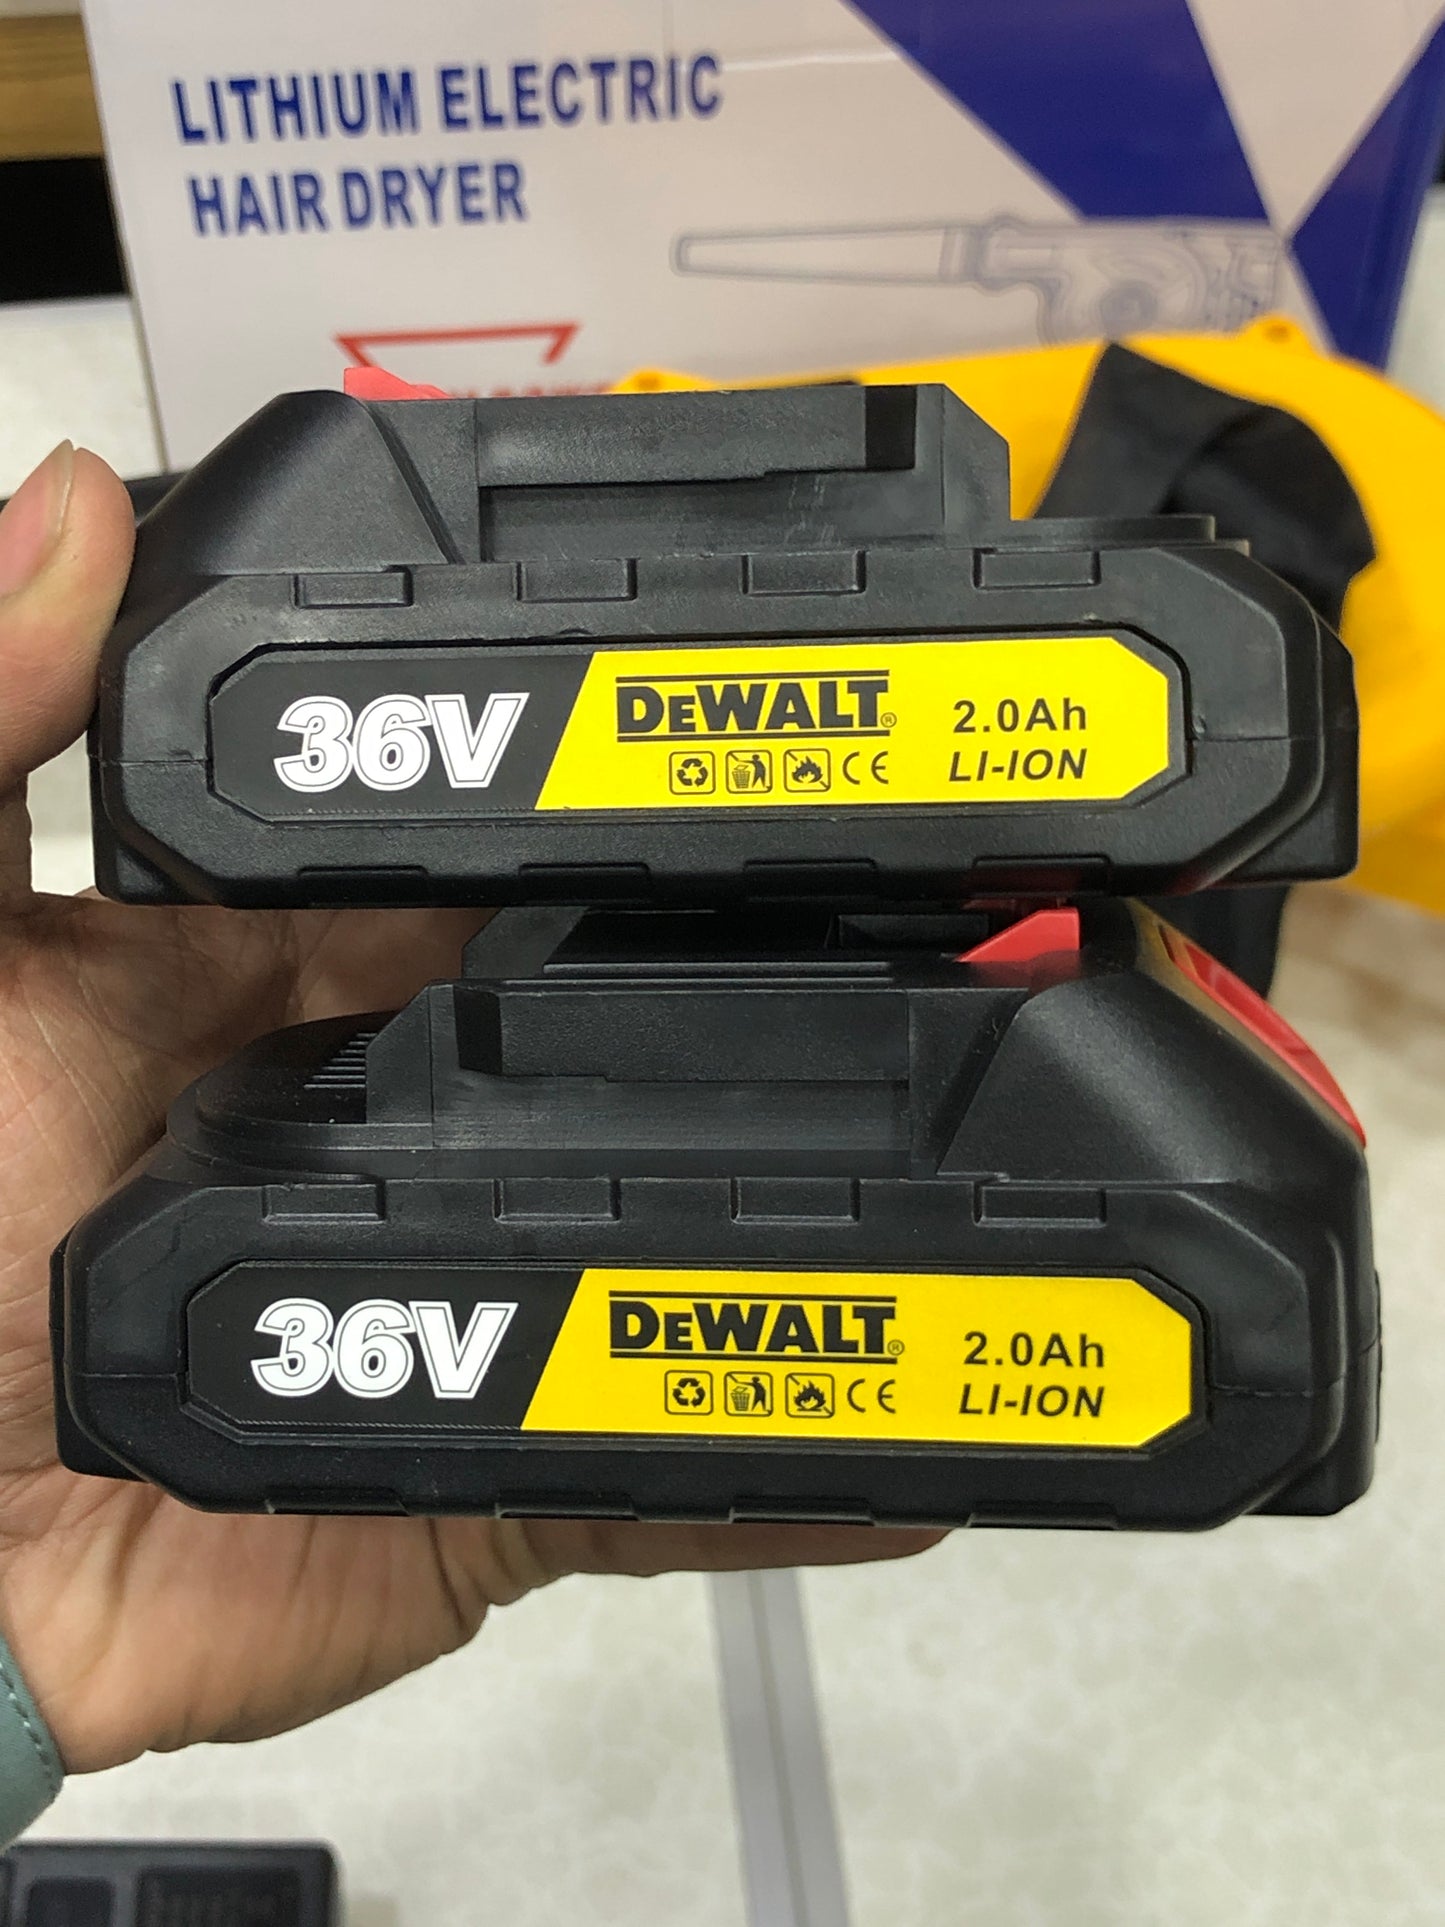 LITHIUM ELECTRIC
HAIR DRYER
36V
DEWALT®
2.0Ah
CE
LI-ION
36V
DEWALT®
2.0Ah
CE
LI-ION